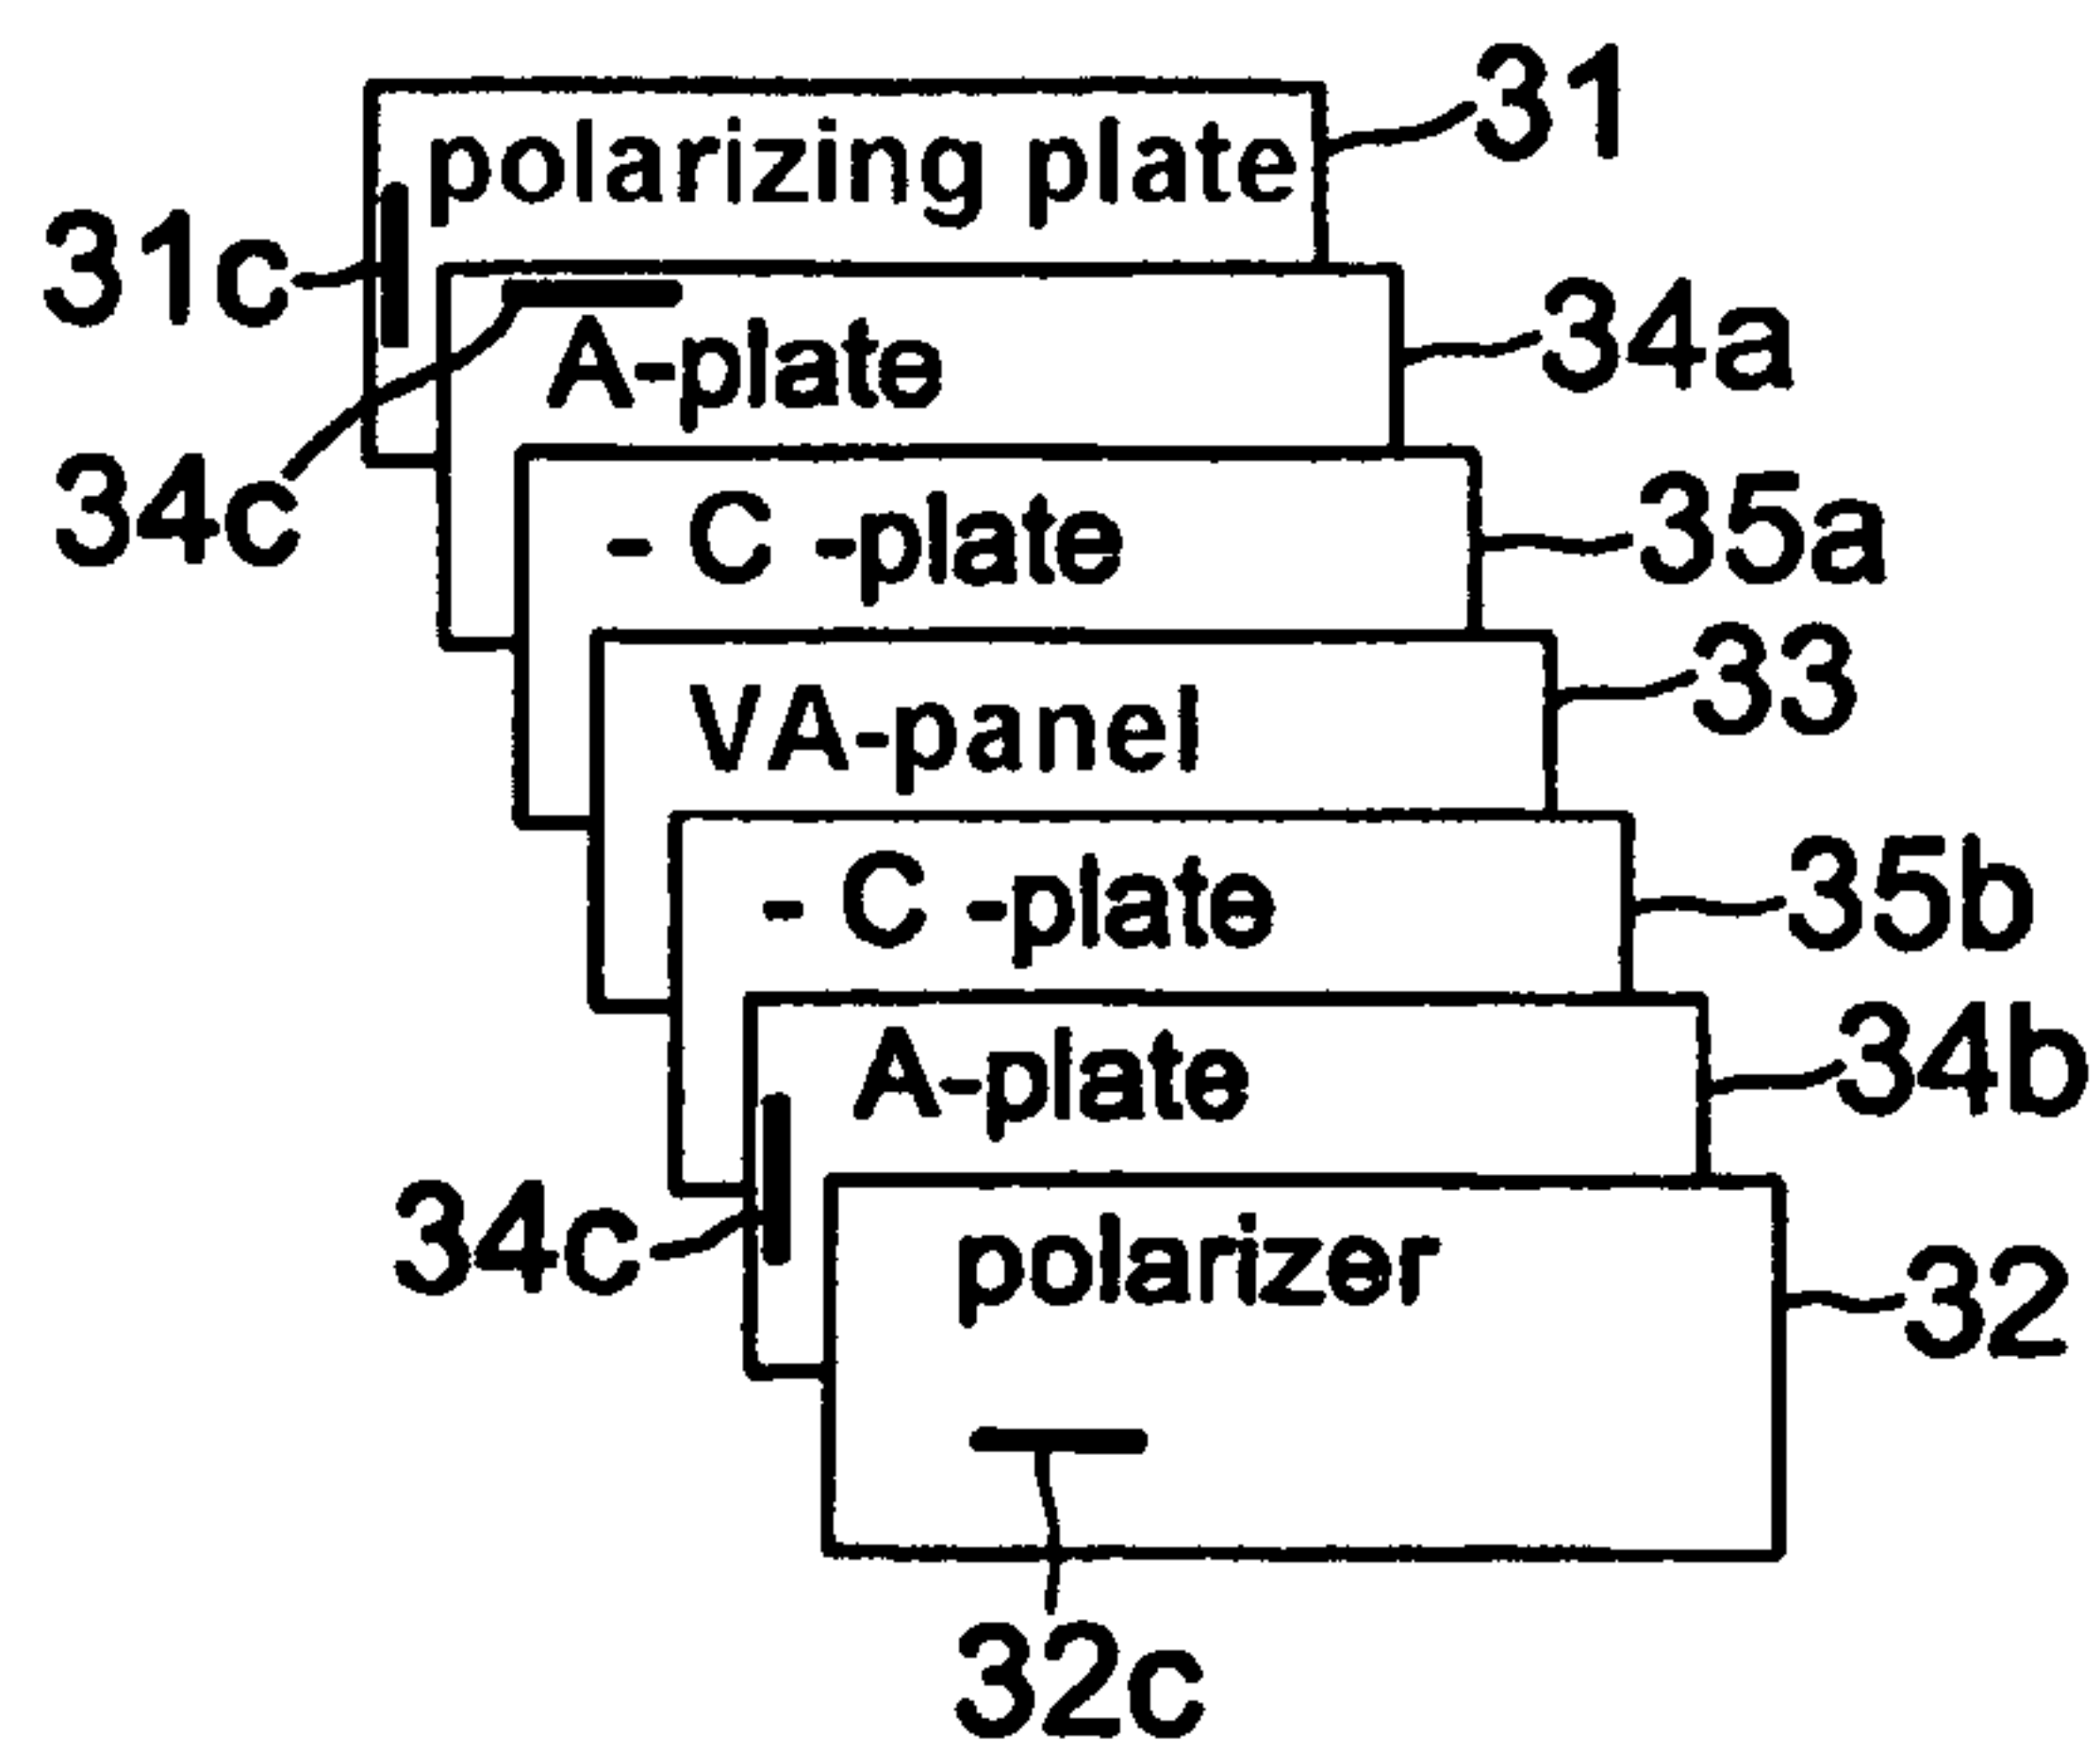 31
polarizing plate
31c
34a
A-plate
34c
35a
- C -plate
33
VA-panel
35b
- C -plate
34b
A-plate
34c
polarizer
32
32c